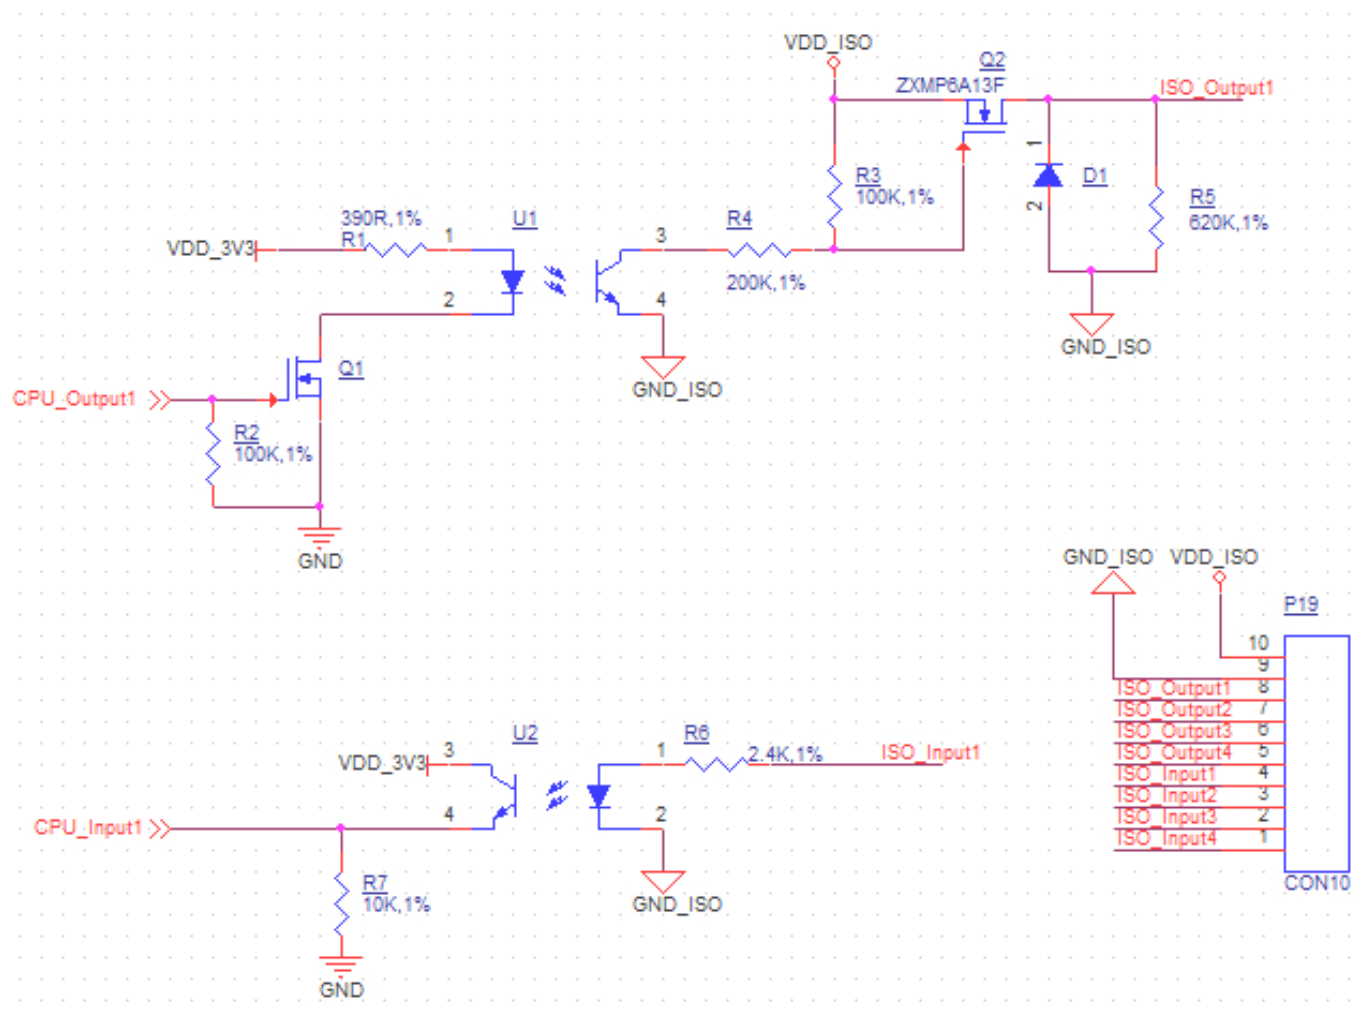 VDD_ISO
Q2
ZXMP6A13F
ISO_Output1
1
D1
2
R3
100K,1%
R5
620K,1%
390R,1%
R1
VDD_3V3
1
U1
3
R4
200K,1%
2
4
GND_ISO
GND_ISO
Q1
CPU_Output1
R2
100K,1%
GND
GND_ISO
VDD_ISO
P19
10
9
ISO_Output1 8
ISO_Output2 7
ISO_Output3 6
ISO_Output4 5
ISO_Input1 4
ISO_Input2 3
ISO_Input3 2
ISO_Input4 1
CON10
U2
VDD_3V3
3
1
R6
2.4K,1%
ISO_Input1
CPU_Input1
4
2
R7
10K,1%
GND_ISO
GND